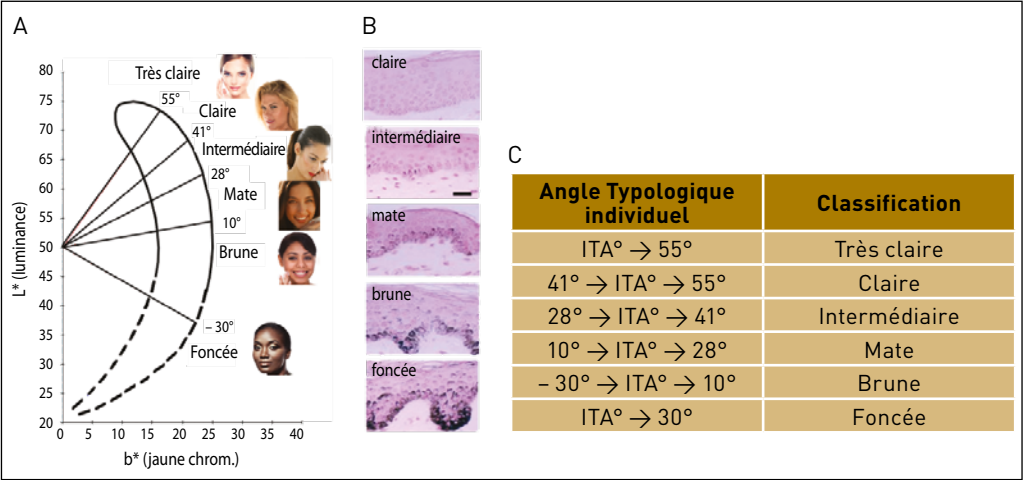 A
80
75
70
65
60
55
50
45
40
35
30
25
20
L* (luminance)
0 5 10 15 20 25 30 35 40
b* (jaune chrom.)
Très claire
55°
Claire
41°
Intermédiaire
28°
Mate
10°
Brune
– 30°
Foncée
B
claire
intermédiaire
mate
brune
foncée
C
Angle Typologique individuel Classification
ITA° → 55° Très claire
41° → ITA° → 55° Claire
28° → ITA° → 41° Intermédiaire
10° → ITA° → 28° Mate
– 30° → ITA° → 10° Brune
ITA° → 30° Foncée